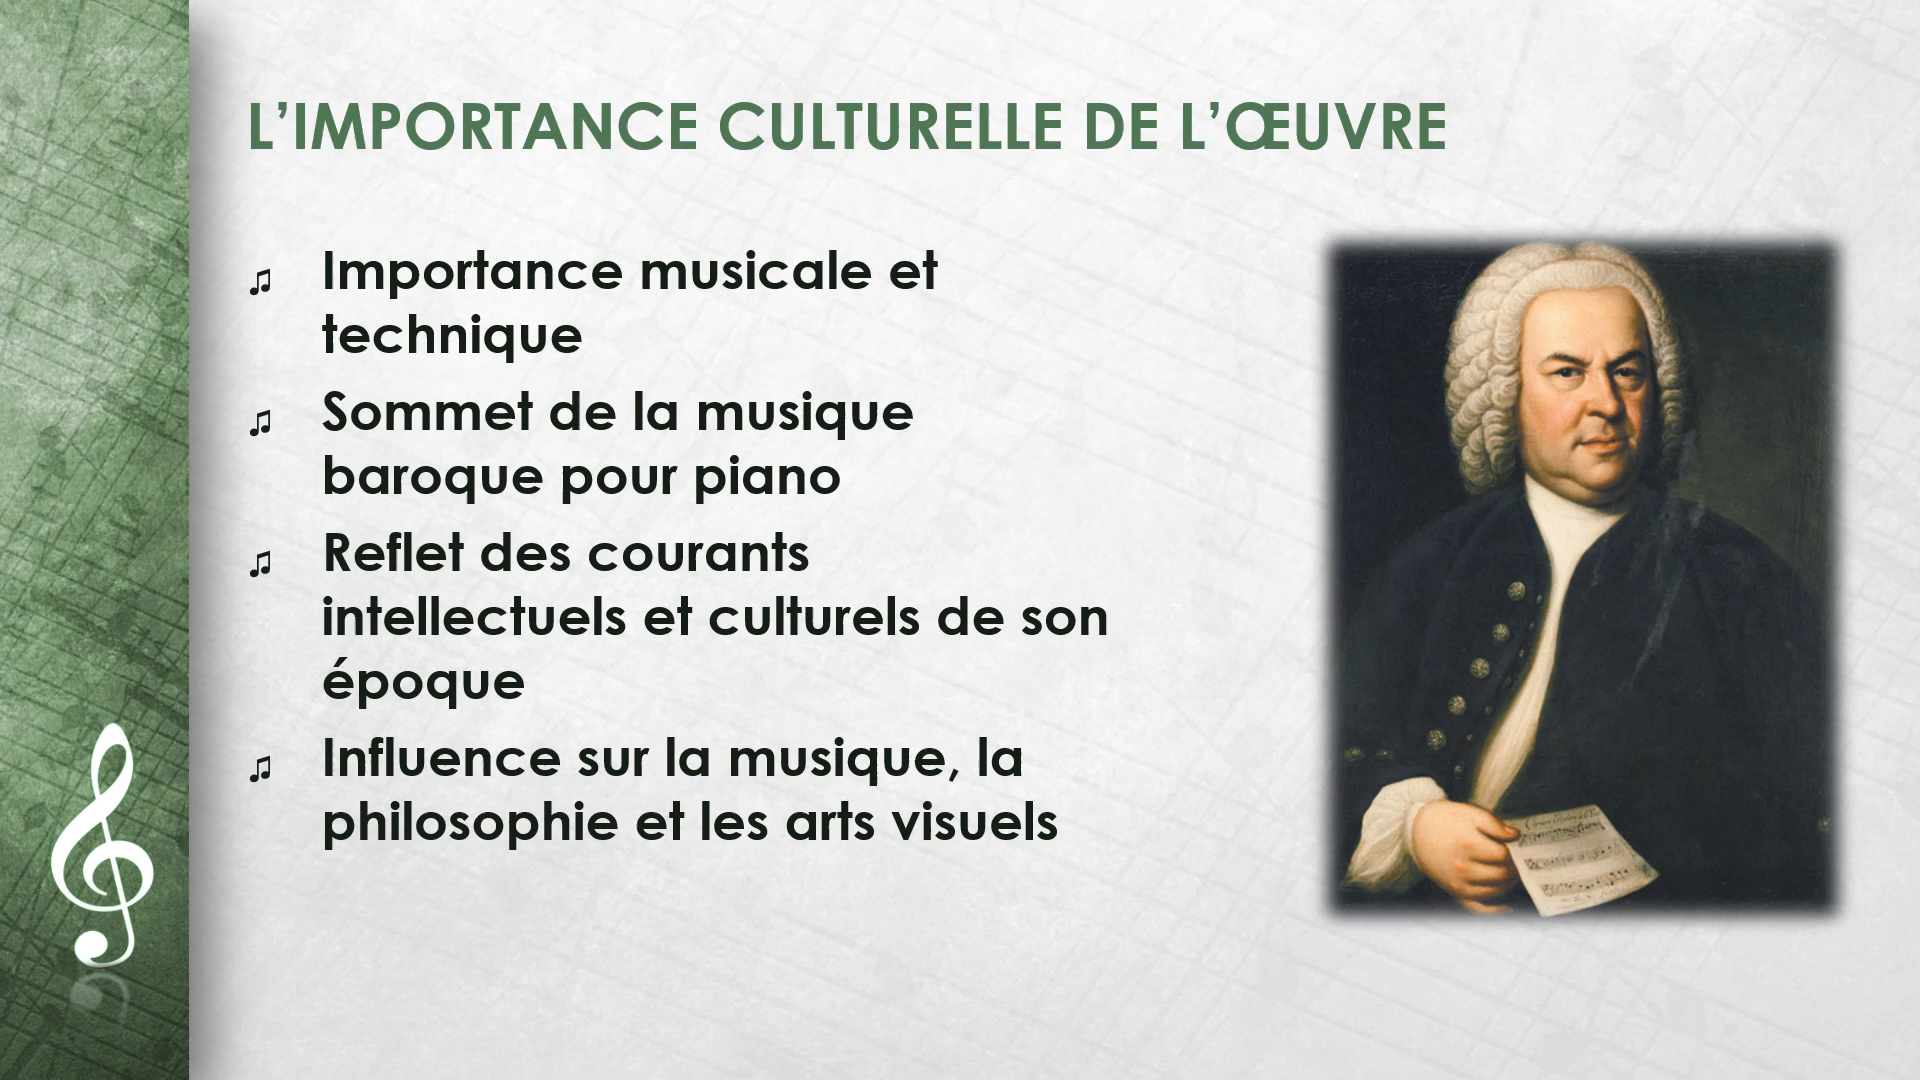 L’IMPORTANCE CULTURELLE DE L’ŒUVRE
♫ Importance musicale et
technique
♫ Sommet de la musique
baroque pour piano
♫ Reflet des courants
intellectuels et culturels de son
époque
♫ Influence sur la musique, la
philosophie et les arts visuels